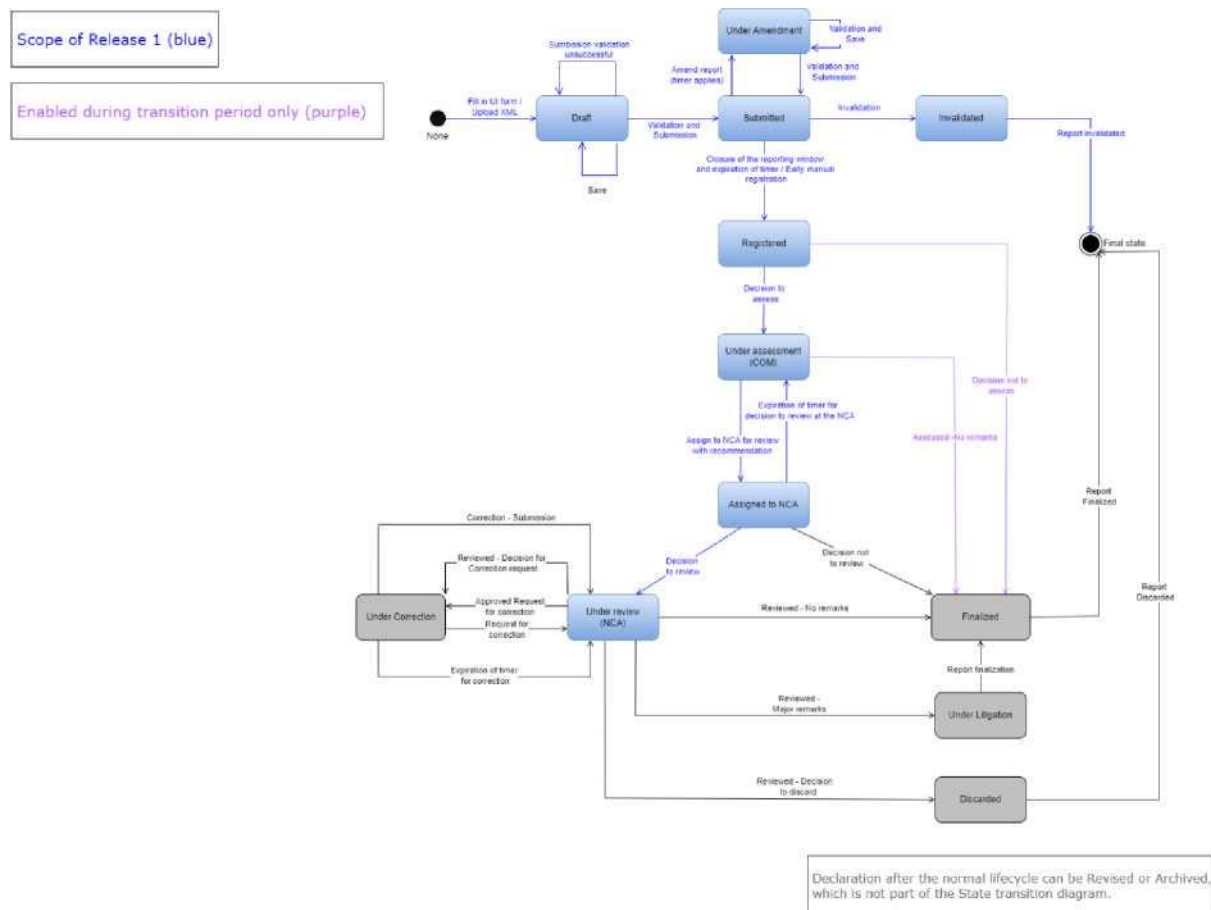 Scope of Release 1 (blue)
Enabled during transition period only (purple)
Under Amendment
Validation and
Save
Sumbission validation
unsuccessful
Amend report
(timer applies)
Validation and
Submission
Fill in UI form /
Upload XML
None
Draft
Validation and
Submission
Submitted
Invalidation
Invalidated
Report invalidated
Save
Closure of the reporting window
and expiration of timer / Early manual
registration
Registered
Final state
Decision to
assess
Under assessment
(COM)
Expiration of timer for
decision to review at the NCA
Decision not to
assess
Assign to NCA for review
with recommendation
Assessed -No remarks
Assigned to NCA
Report
Finalized
Correction - Submission
Decision
to review
Decision not
to review
Reviewed - Decision for
Correction request
Report
Discarded
Under Correction
Approved Request
for correction
Request for
correction
Under review
(NCA)
Reviewed - No remarks
Finalized
Expiration of timer
for correction
Report finalization
Reviewed -
Major remarks
Under Litigation
Reviewed - Decision
to discard
Discarded
Declaration after the normal lifecycle can be Revised or Archived,
which is not part of the State transition diagram.